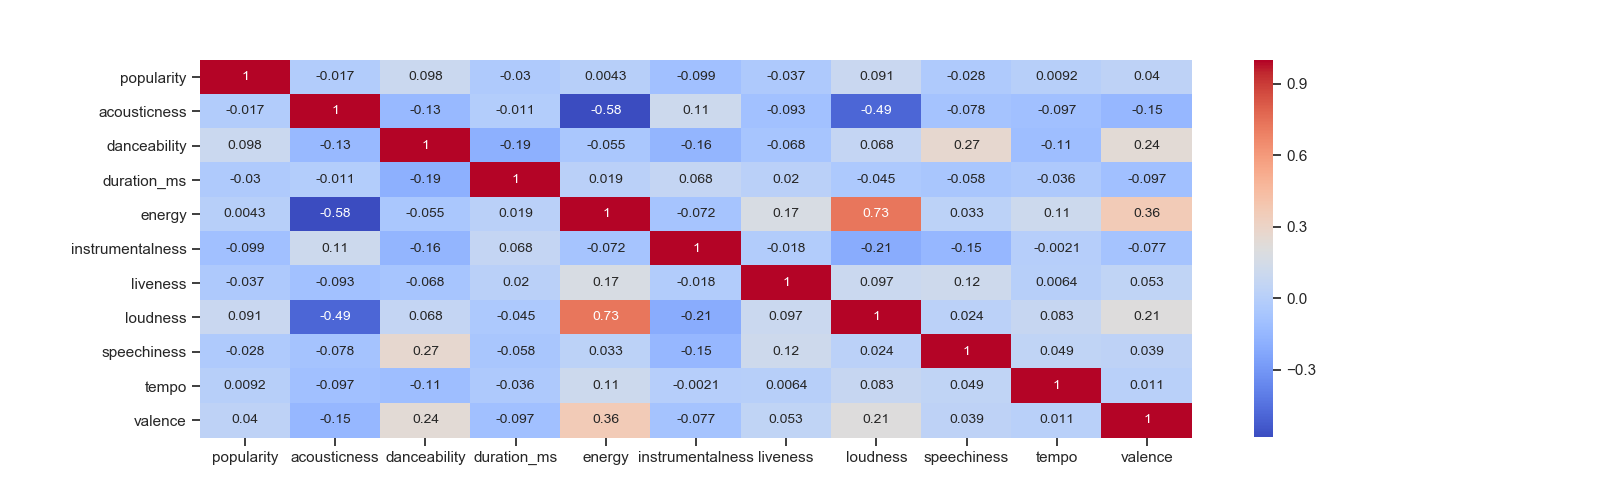 popularity 1 -0.017 0.098 -0.03 0.0043 -0.099 -0.037 0.091 -0.028 0.0092 0.04
acousticness -0.017 1 -0.13 -0.011 -0.58 0.11 -0.093 -0.49 -0.078 -0.097 -0.15
danceability 0.098 -0.13 1 -0.19 -0.055 -0.16 -0.068 0.068 0.27 -0.11 0.24
duration_ms -0.03 -0.011 -0.19 1 0.019 0.068 0.02 -0.045 -0.058 -0.036 -0.097
energy 0.0043 -0.58 -0.055 0.019 1 -0.072 0.17 0.73 0.033 0.11 0.36
instrumentalness -0.099 0.11 -0.16 0.068 -0.072 1 -0.018 -0.21 -0.15 -0.0021 -0.077
liveness -0.037 -0.093 -0.068 0.02 0.17 -0.018 1 0.097 0.12 0.0064 0.053
loudness 0.091 -0.49 0.068 -0.045 0.73 -0.21 0.097 1 0.024 0.083 0.21
speechiness -0.028 -0.078 0.27 -0.058 0.033 -0.15 0.12 0.024 1 0.049 0.039
tempo 0.0092 -0.097 -0.11 -0.036 0.11 -0.0021 0.0064 0.083 0.049 1 0.011
valence 0.04 -0.15 0.24 -0.097 0.36 -0.077 0.053 0.21 0.039 0.011 1
popularity acousticness danceability duration_ms energy instrumentalness liveness loudness speechiness tempo valence
0.9
0.6
0.3
0.0
−0.3